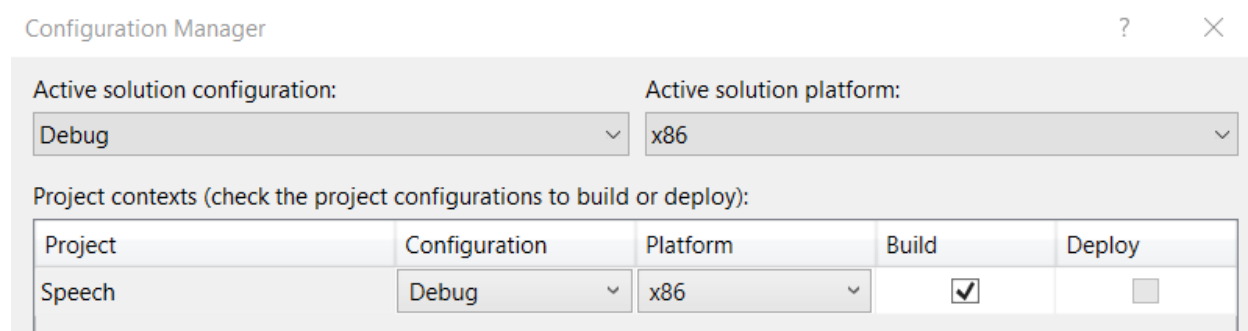 Configuration Manager ?
Active solution configuration: Active solution platform:
Debug x86
Project contexts (check the project configurations to build or deploy):
Project Configuration Platform Build Deploy
Speech Debug x86